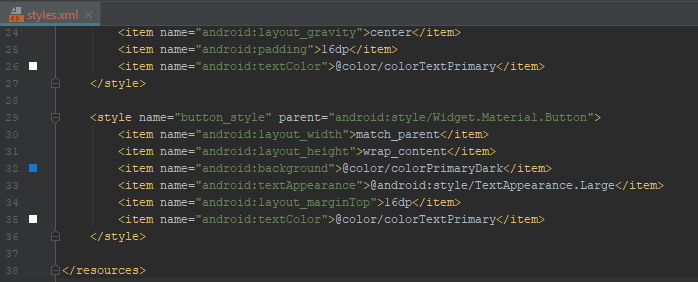 styles.xml
24 <item name="android:layout_gravity">center</item>
25 <item name="android:padding">16dp</item>
26 <item name="android:textColor">@color/colorTextPrimary</item>
27 </style>
28
29 <style name="button_style" parent="android:style/Widget.Material.Button">
30 <item name="android:layout_width">match_parent</item>
31 <item name="android:layout_height">wrap_content</item>
32 <item name="android:background">@color/colorPrimaryDark</item>
33 <item name="android:textAppearance">@android:style/TextAppearance.Large</item>
34 <item name="android:layout_marginTop">16dp</item>
35 <item name="android:textColor">@color/colorTextPrimary</item>
36 </style>
37
38 </resources>